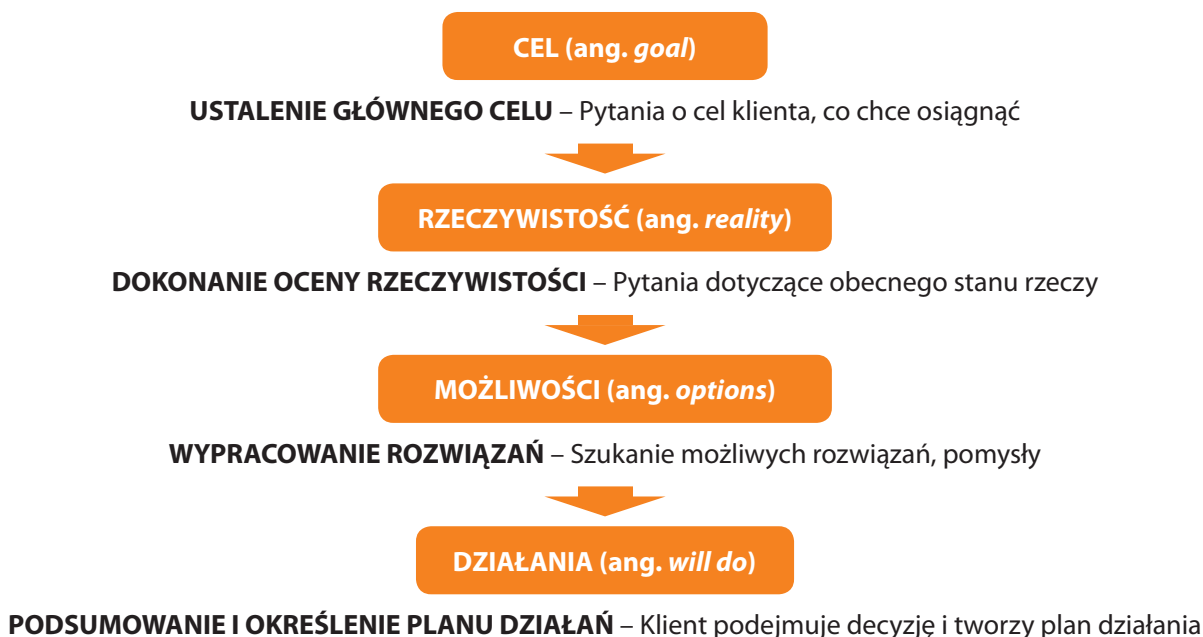 CEL (ang. goal)
USTALENIE GŁÓWNEGO CELU – Pytania o cel klienta, co chce osiągnąć
RZECZYWISTOŚĆ (ang. reality)
DOKONANIE OCENY RZECZYWISTOŚCI – Pytania dotyczące obecnego stanu rzeczy
MOŻLIWOŚCI (ang. options)
WYPRACOWANIE ROZWIĄZAŃ – Szukanie możliwych rozwiązań, pomysły
DZIAŁANIA (ang. will do)
PODSUMOWANIE I OKREŚLENIE PLANU DZIAŁAŃ – Klient podejmuje decyzję i tworzy plan działania